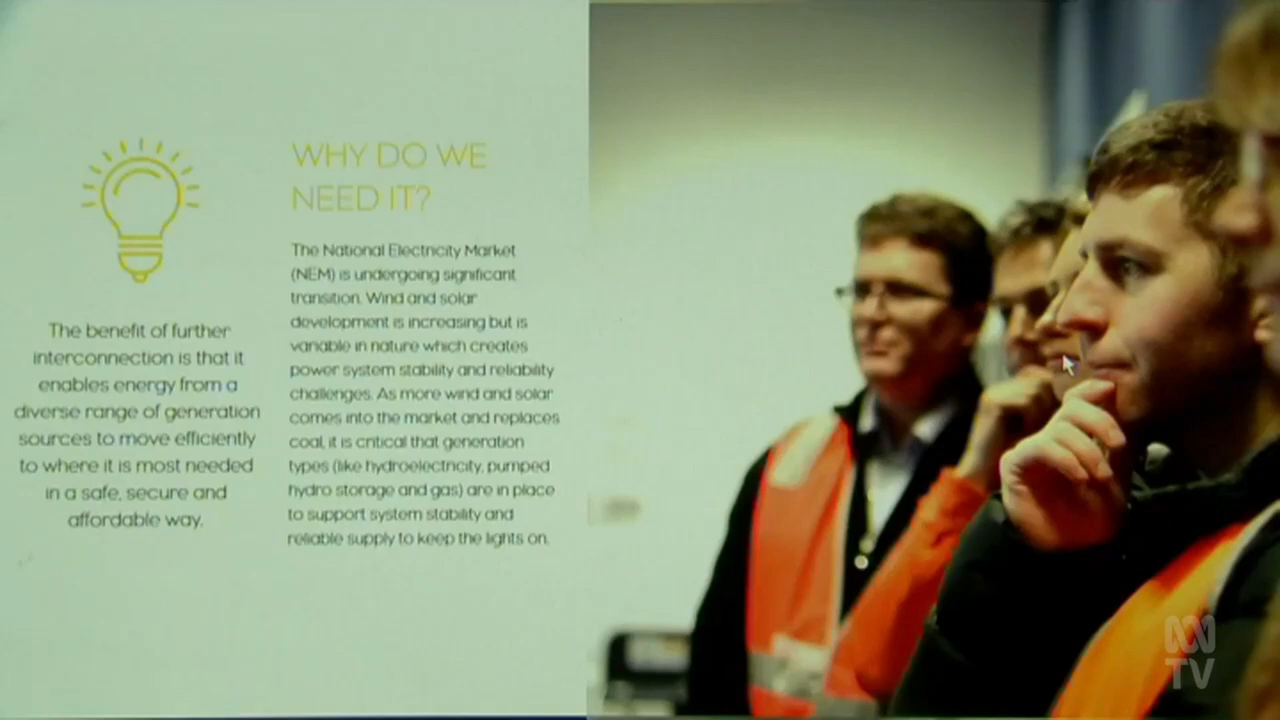 The benefit of further
interconnection is that it
enables energy from a
diverse range of generation
sources to move efficiently
to where it is most needed
in a safe, secure and
affordable way.
WHY DO WE
NEED IT?
The National Electricity Market
(NEM) is undergoing significant
transition. Wind and solar
development is increasing but is
variable in nature which creates
power system stability and reliability
challenges. As more wind and solar
comes into the market and replaces
coal, it is critical that generation
types (like hydroelectricity, pumped
hydro storage and gas) are in place
to support system stability and
reliable supply to keep the lights on.
TV